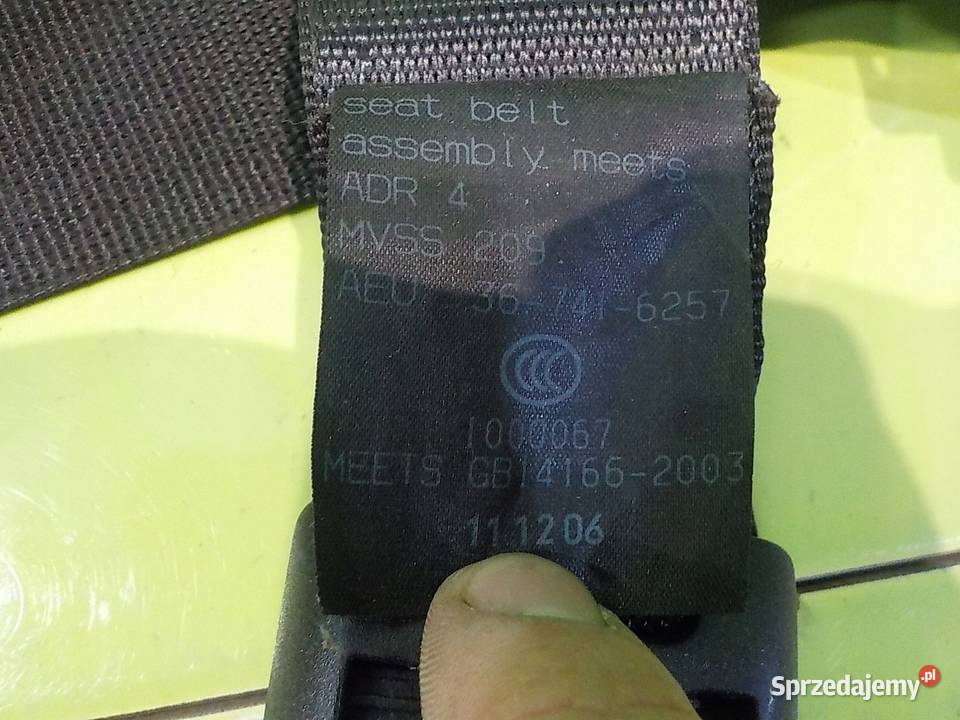 seat belt
assembly meets
ADR 4
MVSS 209
AEU 36-741-6257
CCC
1000067
MEETS GB14166-2003
111206
Sprzedajemy.pl